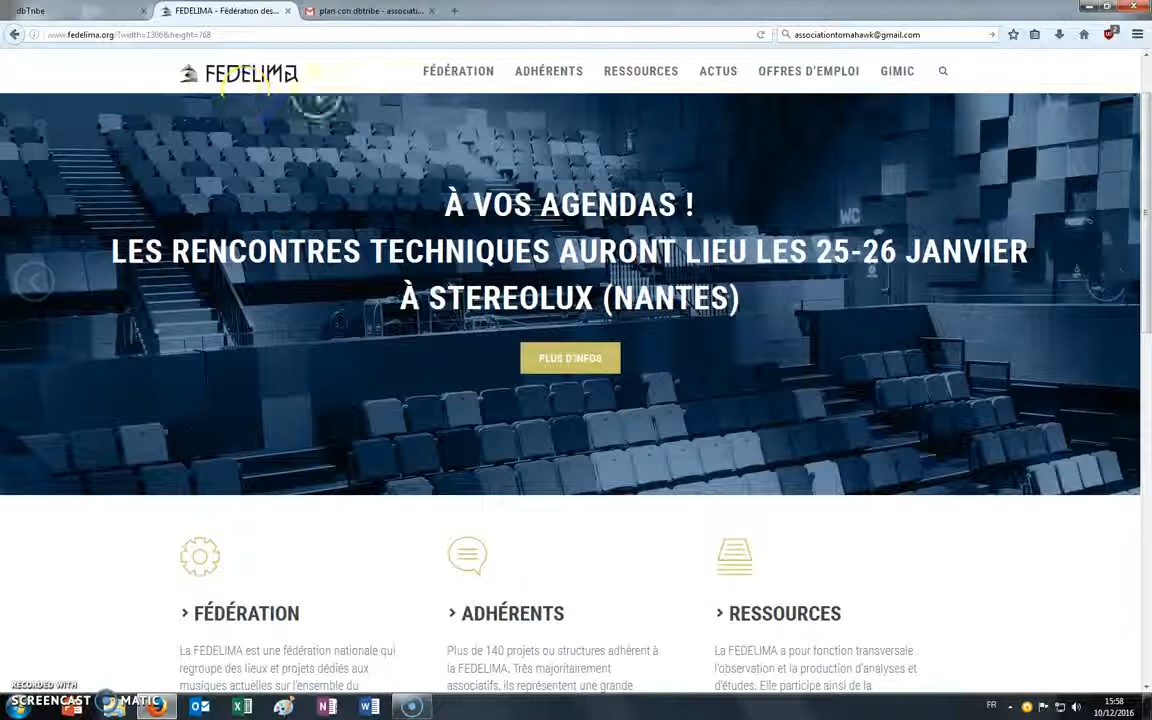 dbTribe
FEDELIMA - Fédération des...
plan con dbtribe - associati...
www.fedelima.org/?width=1366&height=768
associationtomahawk@gmail.com
FEDELIMA
FÉDÉRATION
ADHÉRENTS
RESSOURCES
ACTUS
OFFRES D'EMPLOI
GIMIC
WC
À VOS AGENDAS !
LES RENCONTRES TECHNIQUES AURONT LIEU LES 25-26 JANVIER
À STEREOLUX (NANTES)
PLUS D'INFOS
FÉDÉRATION
La FEDELIMA est une fédération nationale qui
regroupe des lieux et projets dédiés aux
musiques actuelles sur l'ensemble du
ADHÉRENTS
Plus de 140 projets ou structures adhèrent à
la FEDELIMA. Très majoritairement
associatifs, ils représentent une grande
RESSOURCES
La FEDELIMA a pour fonction transversale
l'observation et la production d'analyses et
d'études. Elle participe ainsi de la
RECORDED WITH
SCREENCAST MATIC
FR
15:58
10/12/2016